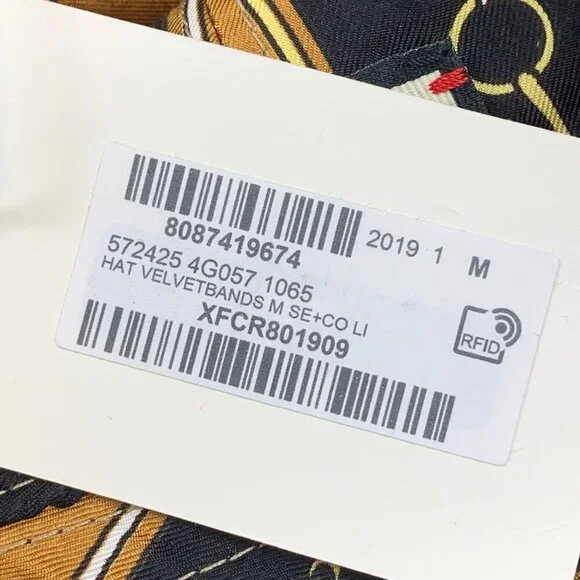 8087419674
2019 1 M
572425 4G057 1065
HAT VELVETBANDS M SE+CO LI
XFCR801909
RFID